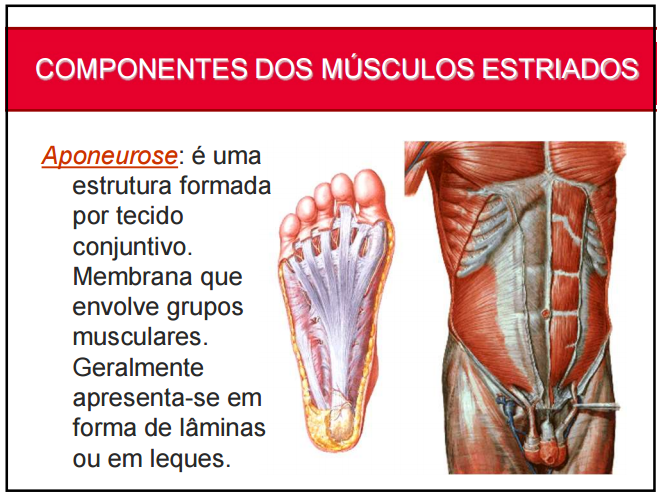 COMPONENTES DOS MÚSCULOS ESTRIADOS
Aponeurose: é uma
estrutura formada
por tecido
conjuntivo.
Membrana que
envolve grupos
musculares.
Geralmente
apresenta-se em
forma de lâminas
ou em leques.